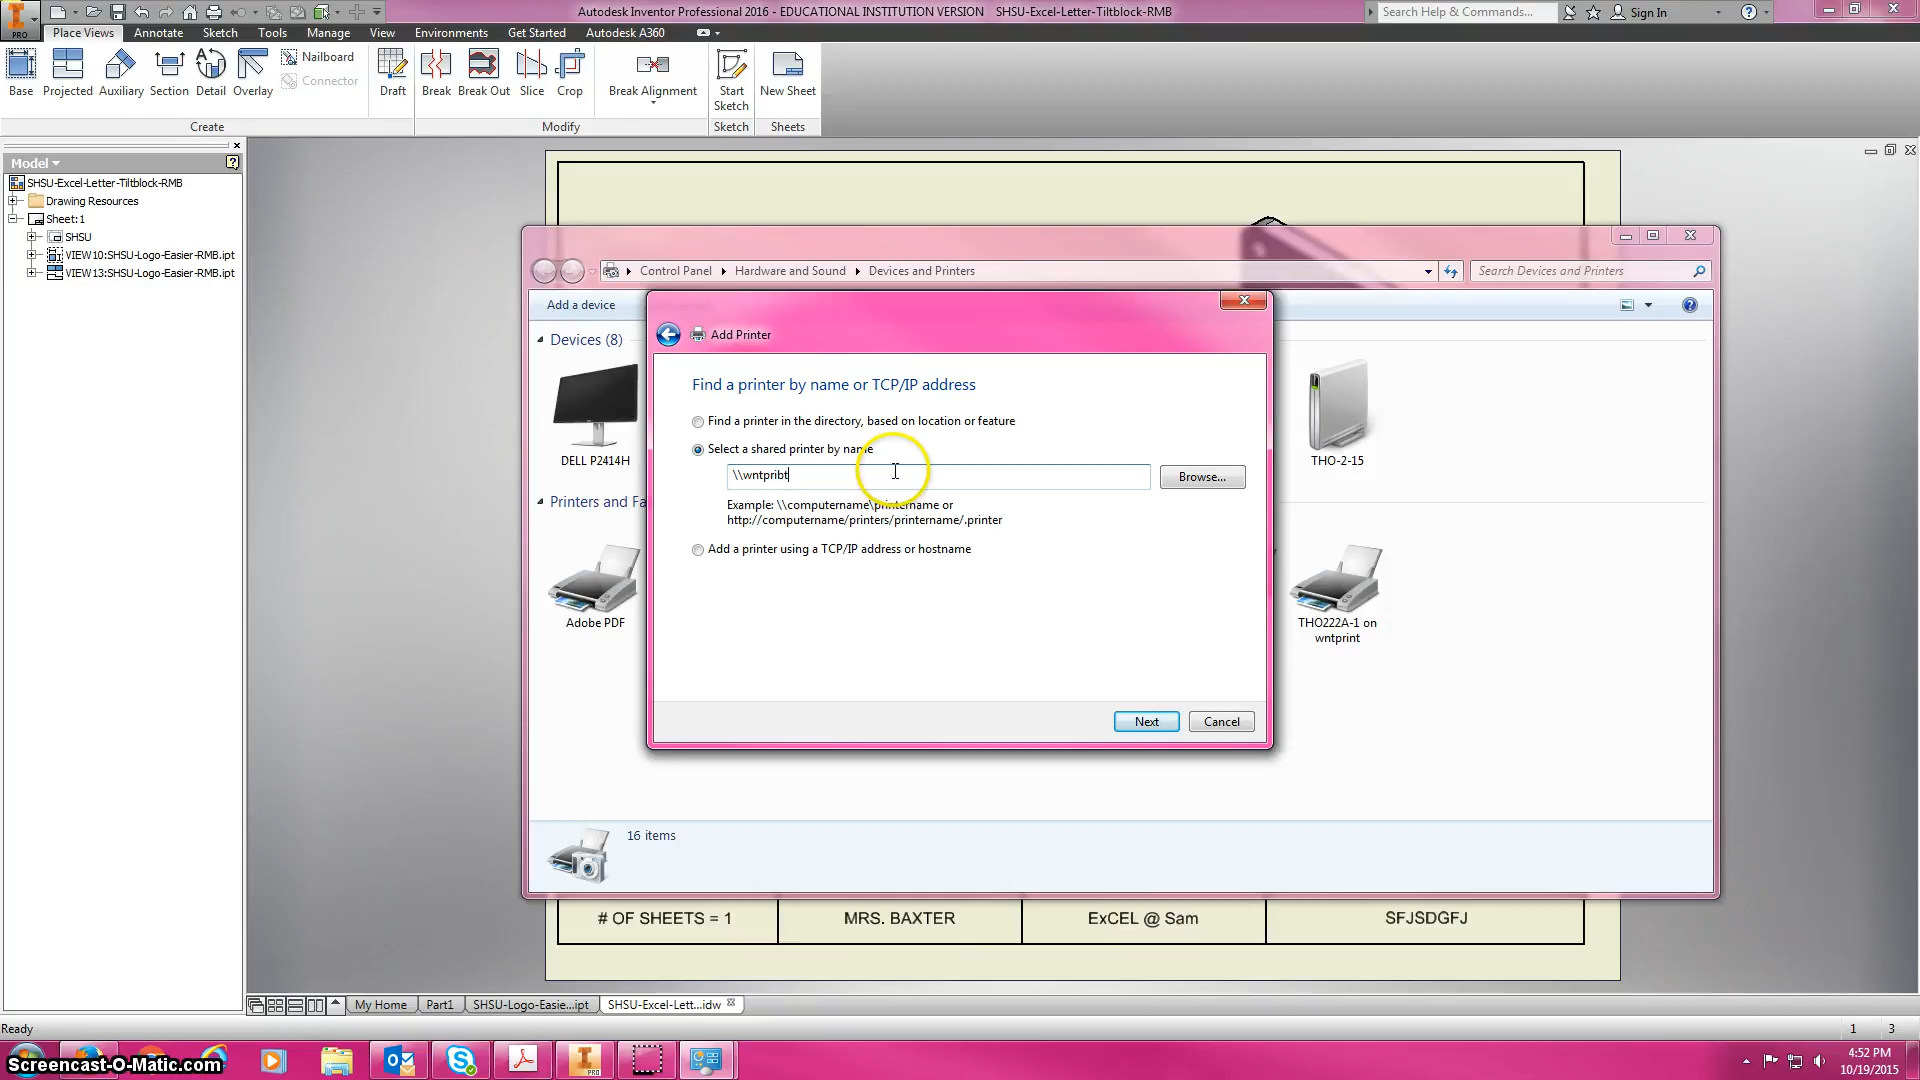 PRO
Autodesk Inventor Professional 2016 - EDUCATIONAL INSTITUTION VERSION SHSU-Excel-Letter-Tiltblock-RMB
Search Help & Commands...
Sign In
Place Views Annotate Sketch Tools Manage View Environments Get Started Autodesk A360
Base Projected Auxiliary Section Detail Overlay
Nailboard
Connector
Draft Break Break Out Slice Crop Break Alignment
Start Sketch
New Sheet
Create Modify Sketch Sheets
Model
SHSU-Excel-Letter-Tiltblock-RMB
Drawing Resources
Sheet:1
SHSU
VIEW10:SHSU-Logo-Easier-RMB.ipt
VIEW13:SHSU-Logo-Easier-RMB.ipt
Control Panel Hardware and Sound Devices and Printers
Search Devices and Printers
Add a device
Devices (8)
DELL P2414H
THO-2-15
Printers and Fa
Adobe PDF
THO222A-1 on
wntprint
Add Printer
Find a printer by name or TCP/IP address
Find a printer in the directory, based on location or feature
Select a shared printer by name
\\wntpribt
Browse...
Example: \\computername\printername or
http://computername/printers/printername/.printer
Add a printer using a TCP/IP address or hostname
Next Cancel
16 items
# OF SHEETS = 1 MRS. BAXTER ExCEL @ Sam SFJSDGFJ
My Home Part1 SHSU-Logo-Easie...ipt SHSU-Excel-Lett...idw
Ready
1 3
Screencast-O-Matic.com
PRO
4:52 PM
10/19/2015